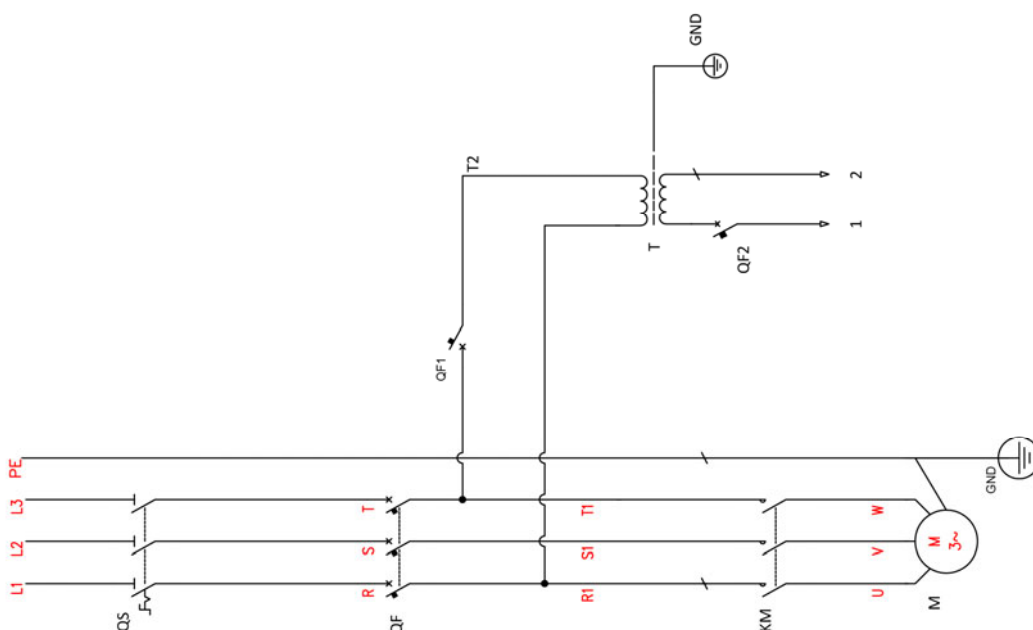 L1
L2
L3
PE
QS
R
S
T
QF
QF1
T2
R1
S1
T1
T
QF2
GND
1
2
KM
U
V
W
M
3~
M
GND